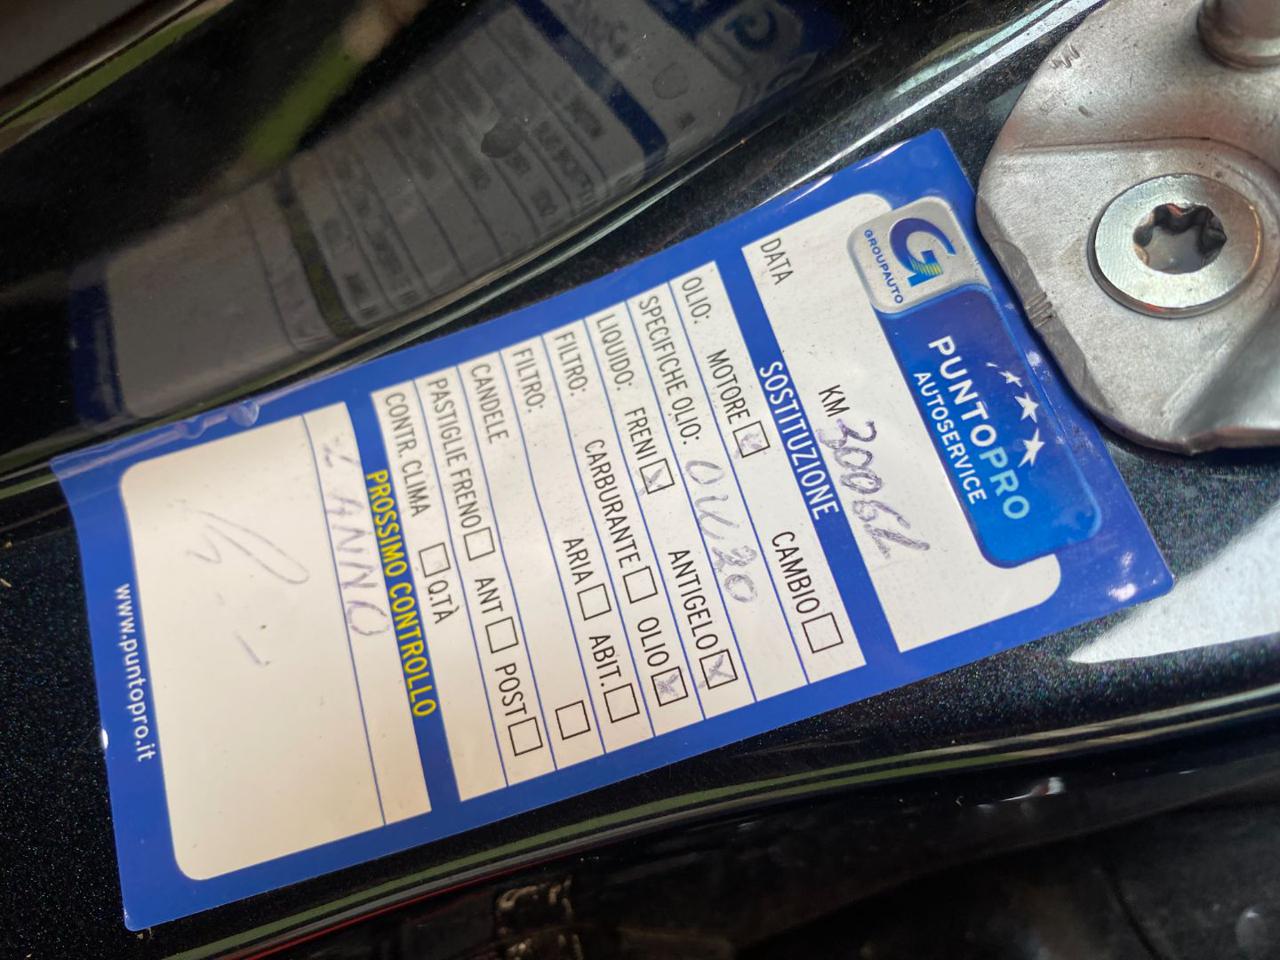 GROUPAUTO
PUNTOPRO
AUTOSERVICE
DATA KM 30061
SOSTITUZIONE
OLIO: MOTORE CAMBIO
SPECIFICHE OLIO: 0W20
LIQUIDO: FRENI ANTIGELO
FILTRO: CARBURANTE OLIO
FILTRO: ARIA ABIT.
CANDELE
PASTIGLIE FRENO ANT POST
CONTR. CLIMA Q.TÀ
PROSSIMO CONTROLLO
1 ANNO
www.puntopro.it